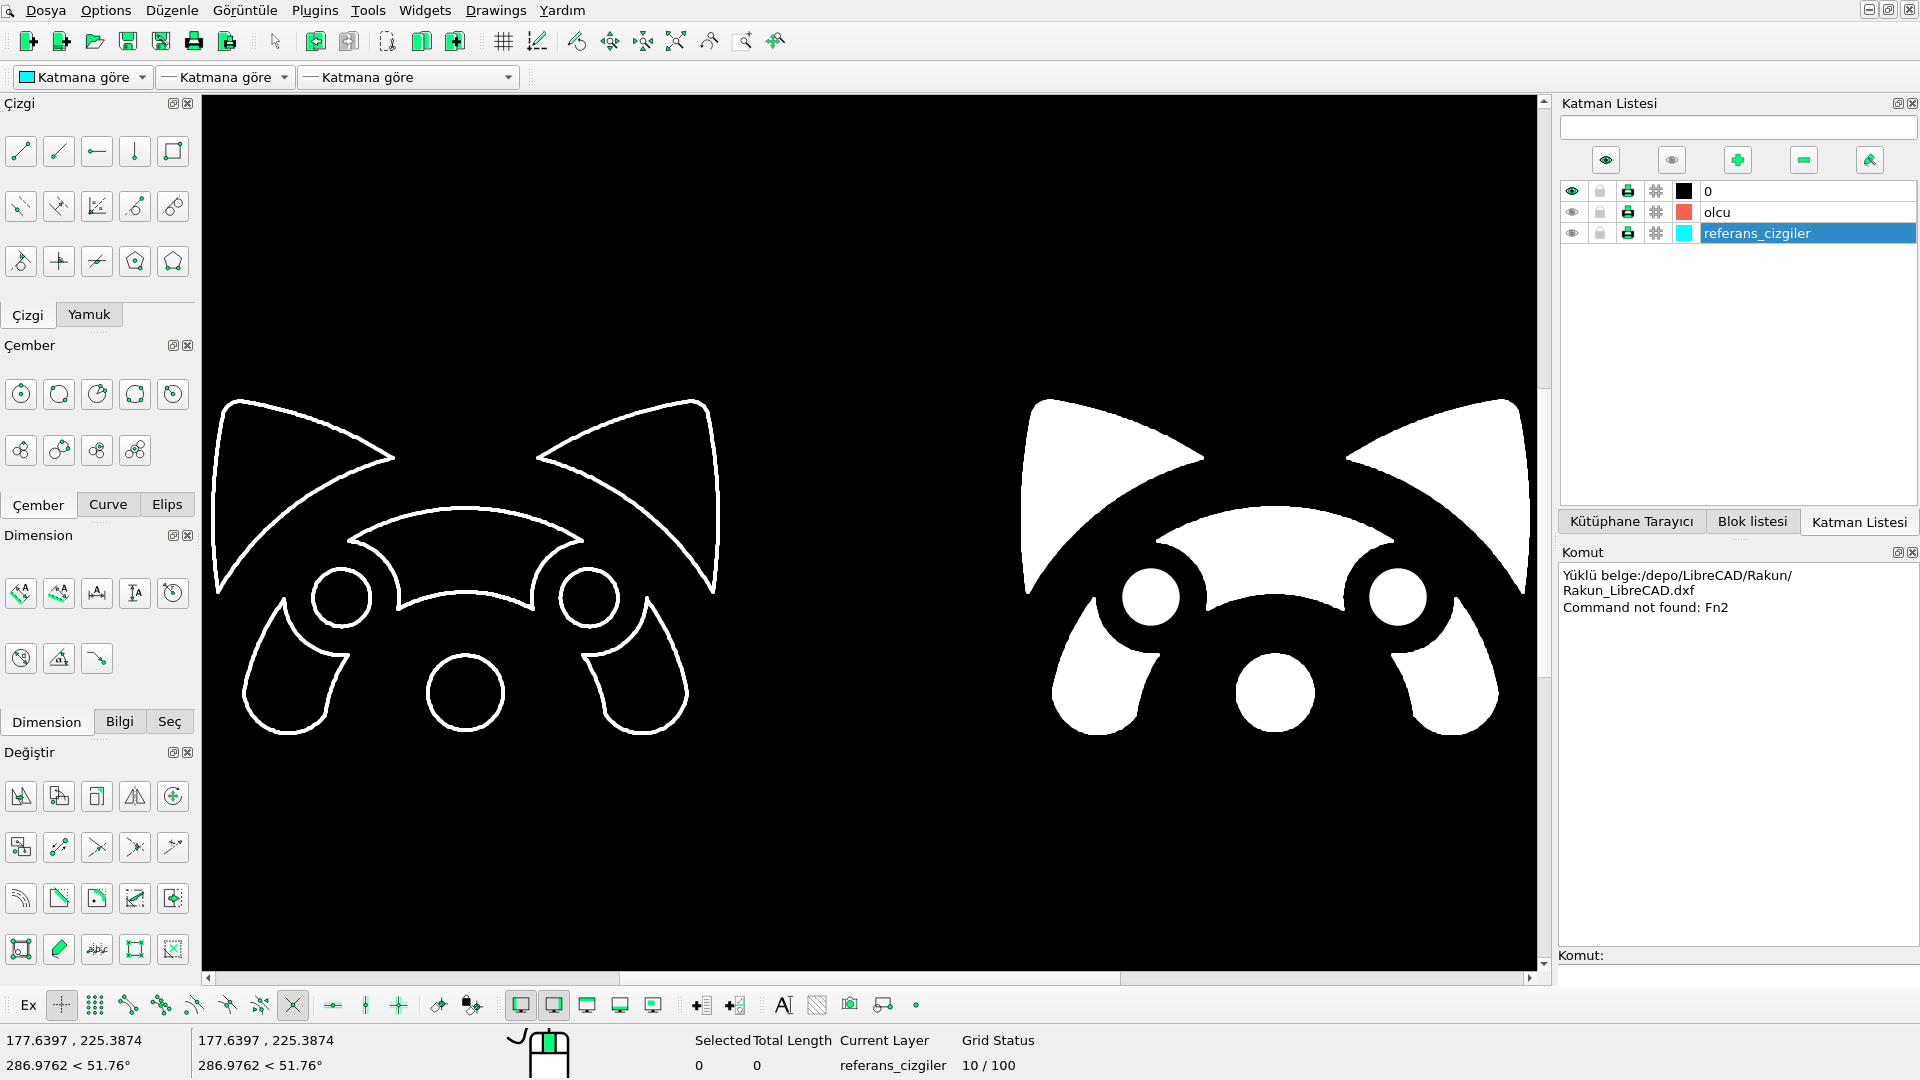 Dosya Options Düzenle Görüntüle Plugins Tools Widgets Drawings Yardım
Katmana göre Katmana göre Katmana göre
Çizgi
Çizgi Yamuk
Çember
Çember Curve Elips
Dimension
Dimension Bilgi Seç
Değiştir
Katman Listesi
0
olcu
referans_cizgiler
Kütüphane Tarayıcı Blok listesi Katman Listesi
Komut
Yüklü belge:/depo/LibreCAD/Rakun/
Rakun_LibreCAD.dxf
Command not found: Fn2
Komut:
Ex
177.6397 , 225.3874 177.6397 , 225.3874 Selected Total Length Current Layer Grid Status
286.9762 < 51.76° 286.9762 < 51.76° 0 0 referans_cizgiler 10 / 100